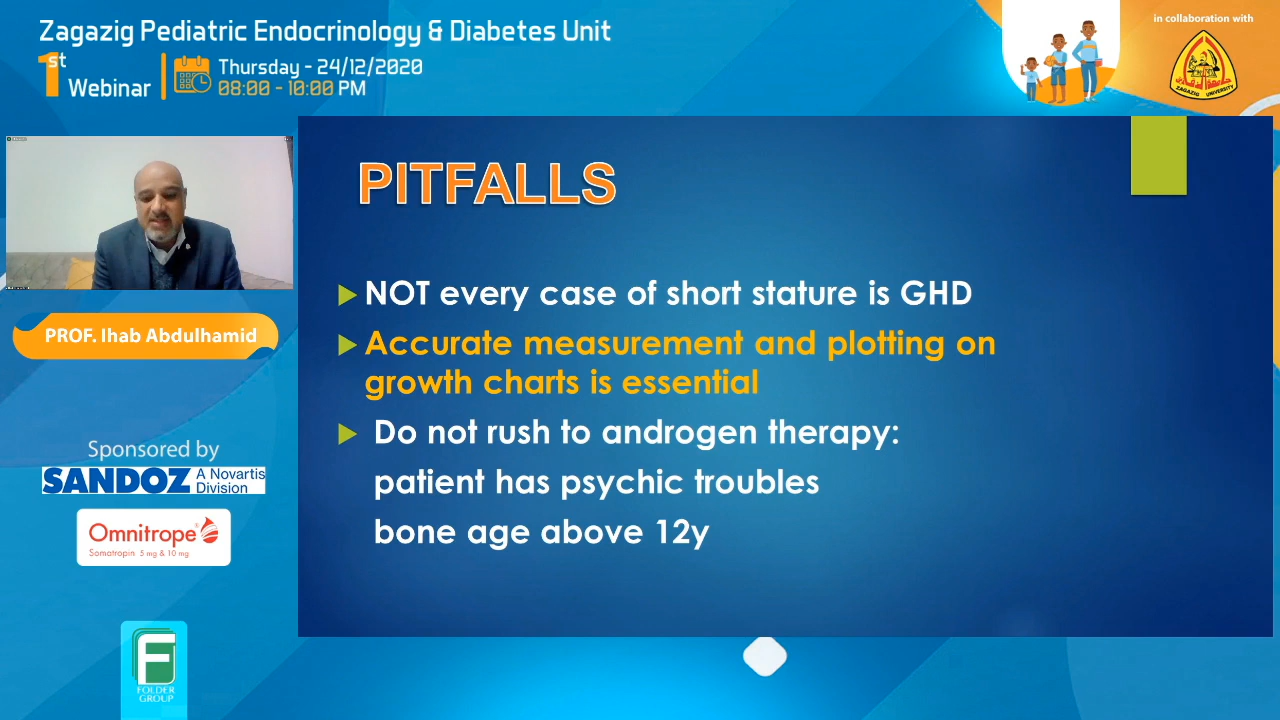 Zagazig Pediatric Endocrinology & Diabetes Unit
1st Webinar
Thursday - 24/12/2020
08:00 - 10:00 PM
in collaboration with
ZAGAZIG UNIVERSITY
PITFALLS
NOT every case of short stature is GHD
Accurate measurement and plotting on
growth charts is essential
Do not rush to androgen therapy:
patient has psychic troubles
bone age above 12y
PROF. Ihab Abdulhamid
Sponsored by
SANDOZ A Novartis
Division
Omnitrope
Somatropin 5 mg & 10 mg
F
FOLDER
GROUP